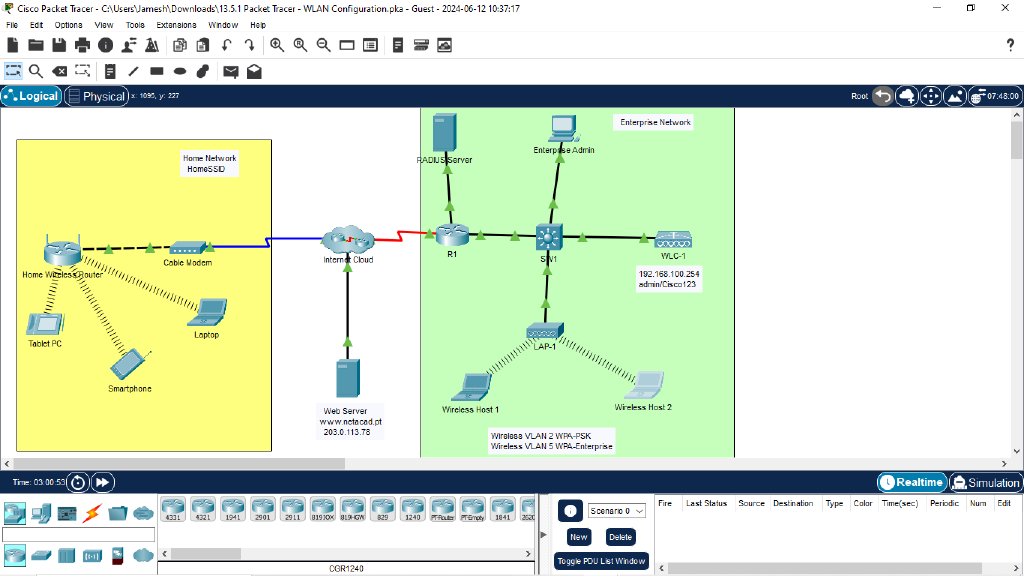 Cisco Packet Tracer - C:\Users\Jamesh\Downloads\13.5.1 Packet Tracer - WLAN Configuration.pka - Guest - 2024-06-12 10:37:17
File Edit Options View Tools Extensions Window Help
?
Logical Physical x: 1095, y: 227 Root 07:48:00
Home Network
HomeSSID
Home Wireless Router
Cable Modem
Tablet PC
Smartphone
Laptop
Internet Cloud
Web Server
www.netacad.pt
203.0.113.78
Enterprise Network
RADIUS Server
Enterprise Admin
R1
SW1
WLC-1
192.168.100.254
admin/Cisco123
LAP-1
Wireless Host 1
Wireless Host 2
Wireless VLAN 2 WPA-PSK
Wireless VLAN 5 WPA-Enterprise
Time: 03:00:53 Realtime Simulation
4331 4321 1941 2901 2911 819IOX 819HGW 829 1240 PT-Router PT-Empty 1841
CGR1240
Scenario 0
New Delete
Toggle PDU List Window
Fire Last Status Source Destination Type Color Time(sec) Periodic Num Edit